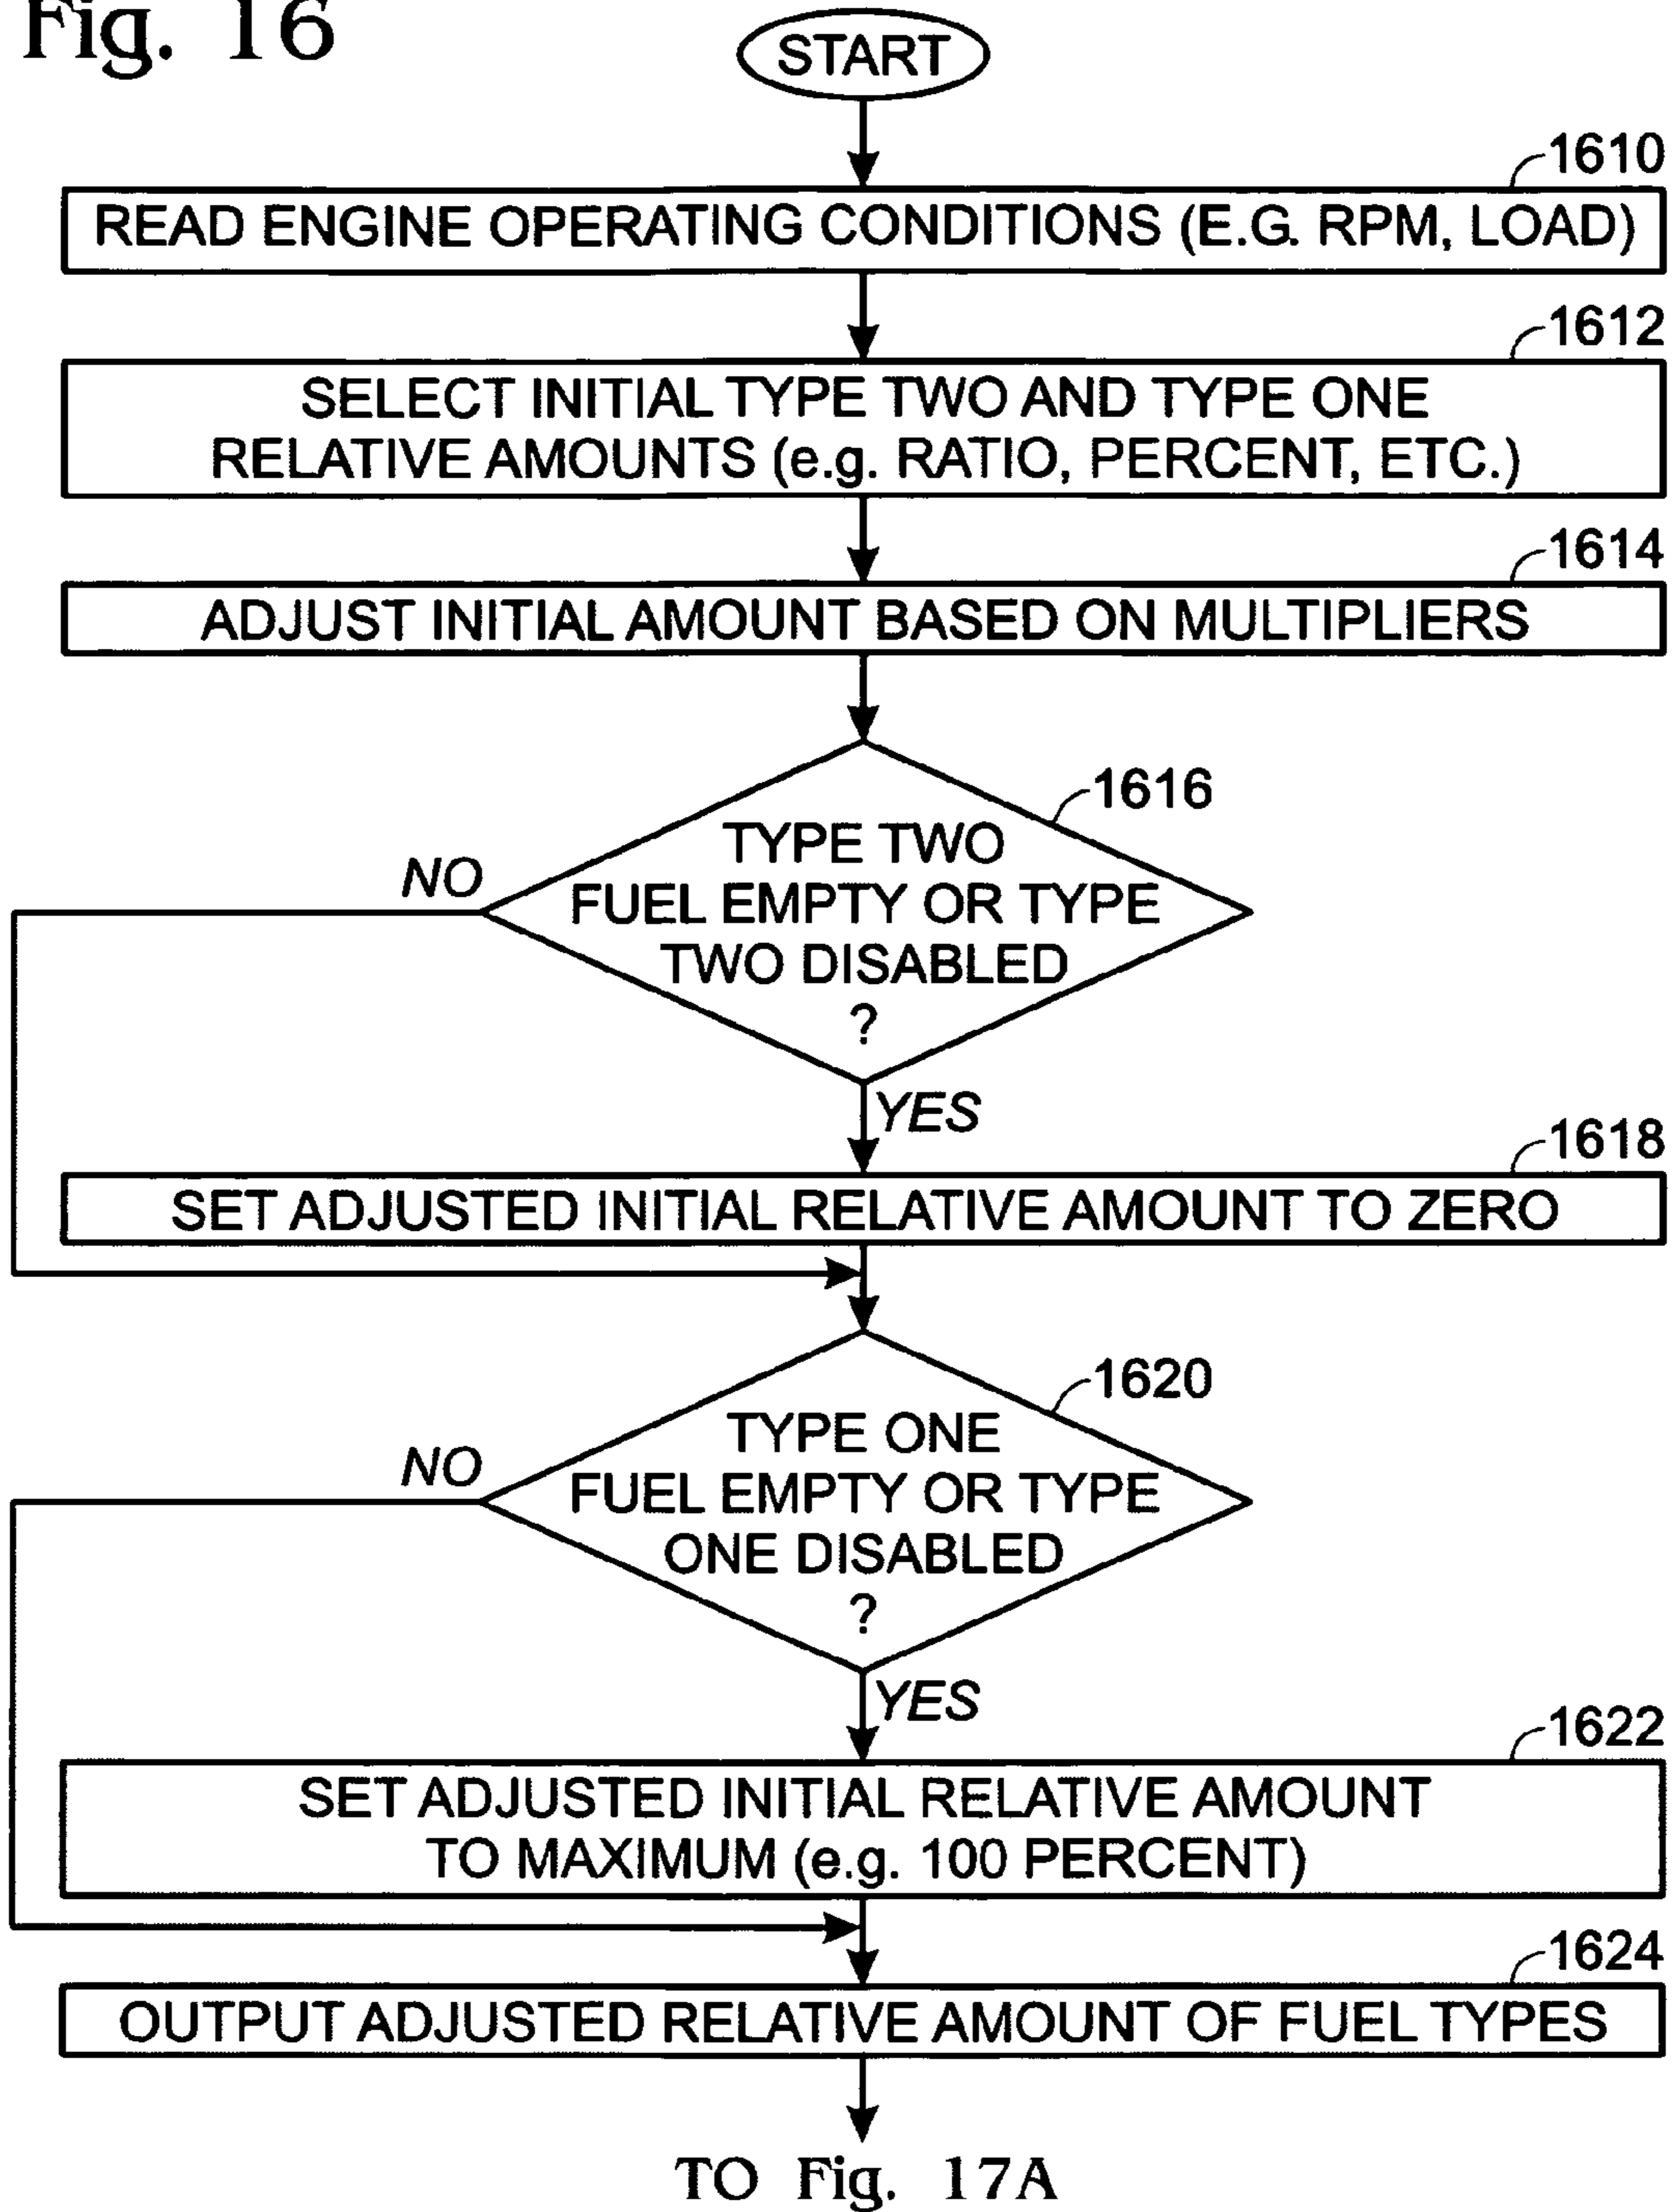 Fig. 16
START
1610
READ ENGINE OPERATING CONDITIONS (E.G. RPM, LOAD)
1612
SELECT INITIAL TYPE TWO AND TYPE ONE
RELATIVE AMOUNTS (e.g. RATIO, PERCENT, ETC.)
1614
ADJUST INITIAL AMOUNT BASED ON MULTIPLIERS
1616
TYPE TWO
FUEL EMPTY OR TYPE
TWO DISABLED
?
NO
YES
1618
SET ADJUSTED INITIAL RELATIVE AMOUNT TO ZERO
1620
TYPE ONE
FUEL EMPTY OR TYPE
ONE DISABLED
?
NO
YES
1622
SET ADJUSTED INITIAL RELATIVE AMOUNT
TO MAXIMUM (e.g. 100 PERCENT)
1624
OUTPUT ADJUSTED RELATIVE AMOUNT OF FUEL TYPES
TO Fig. 17A